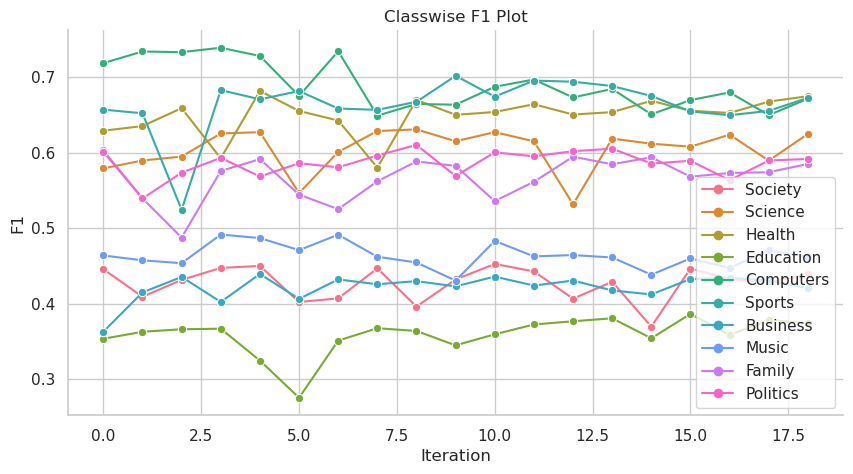 Classwise F1 Plot
F1
0.7
0.6
0.5
0.4
0.3
0.0 2.5 5.0 7.5 10.0 12.5 15.0 17.5
Iteration
Society
Science
Health
Education
Computers
Sports
Business
Music
Family
Politics